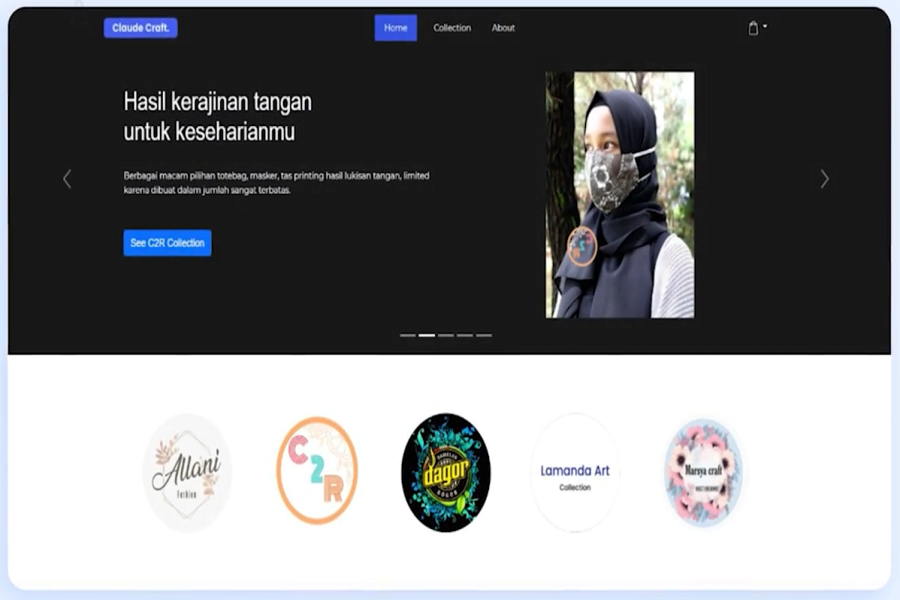 Claude Craft.
Home
Collection
About
Hasil kerajinan tangan
untuk keseharianmu
Berbagai macam pilihan totebag, masker, tas printing hasil lukisan tangan, limited
karena dibuat dalam jumlah sangat terbatas.
See C2R Collection
C2R
Allani
Fashion
C2R
dagor
BOGOR
Lamanda Art
Collection
Marsya craft